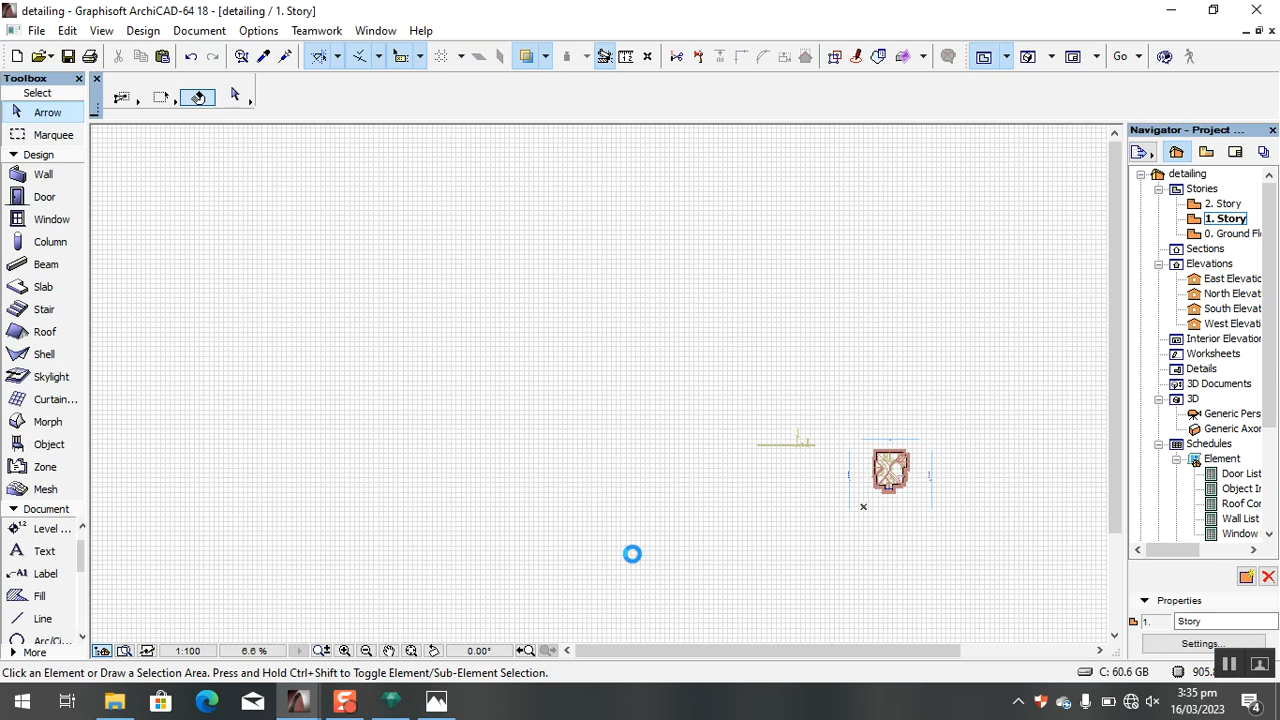 detailing - Graphisoft ArchiCAD-64 18 - [detailing / 1. Story]
File Edit View Design Document Options Teamwork Window Help
Go
Toolbox
Select
Arrow
Marquee
Design
Wall
Door
Window
Column
Beam
Slab
Stair
Roof
Shell
Skylight
Curtain...
Morph
Object
Zone
Mesh
Document
Level ...
Text
Label
Fill
Line
Arc/Ci...
More
Navigator - Project ...
detailing
Stories
2. Story
1. Story
0. Ground Fl
Sections
Elevations
East Elevati
North Elevat
South Elevat
West Elevati
Interior Elevatio
Worksheets
Details
3D Documents
3D
Generic Pers
Generic Axor
Schedules
Element
Door List
Object In
Roof Cor
Wall List
Window
Properties
1. Story
Settings...
1:100 6.6 % 0.00°
Click an Element or Draw a Selection Area. Press and Hold Ctrl+Shift to Toggle Element/Sub-Element Selection.
C: 60.6 GB 905.
3:35 pm
16/03/2023
4